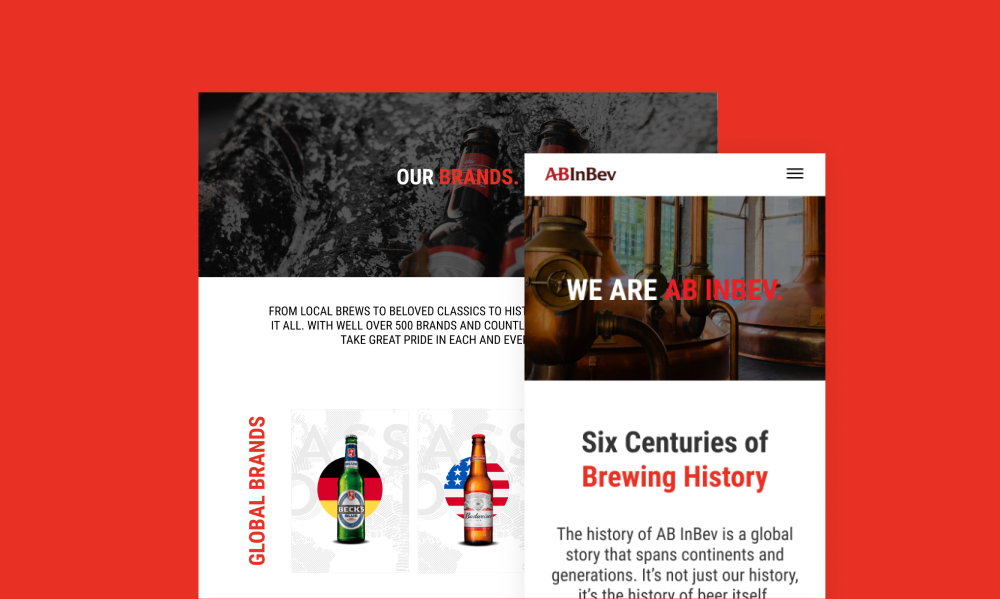 OUR BRANDS.
FROM LOCAL BREWS TO BELOVED CLASSICS TO HIST
IT ALL. WITH WELL OVER 500 BRANDS AND COUNTL
TAKE GREAT PRIDE IN EACH AND EVE
GLOBAL BRANDS
BECK'S
Budweiser
ABInBev
WE ARE AB INBEV.
Six Centuries of
Brewing History
The history of AB InBev is a global
story that spans continents and
generations. It's not just our history,
it's the history of beer itself.